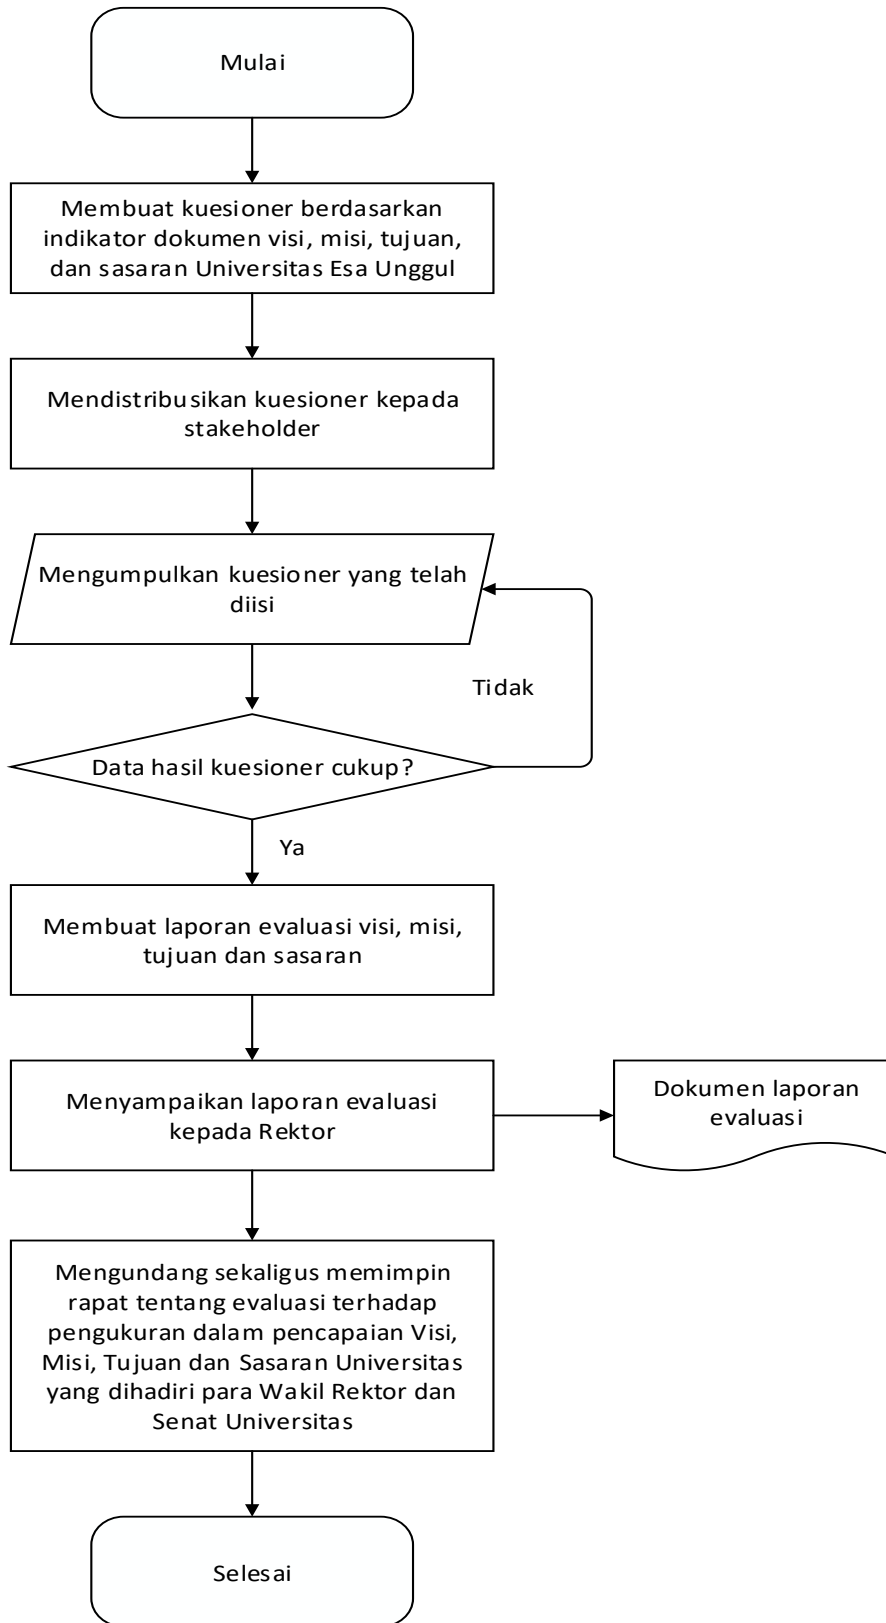 Mulai
Membuat kuesioner berdasarkan
indikator dokumen visi, misi, tujuan,
dan sasaran Universitas Esa Unggul
Mendistribusikan kuesioner kepada
stakeholder
Mengumpulkan kuesioner yang telah
diisi
Tidak
Data hasil kuesioner cukup?
Ya
Membuat laporan evaluasi visi, misi,
tujuan dan sasaran
Menyampaikan laporan evaluasi
kepada Rektor
Dokumen laporan
evaluasi
Mengundang sekaligus memimpin
rapat tentang evaluasi terhadap
pengukuran dalam pencapaian Visi,
Misi, Tujuan dan Sasaran Universitas
yang dihadiri para Wakil Rektor dan
Senat Universitas
Selesai